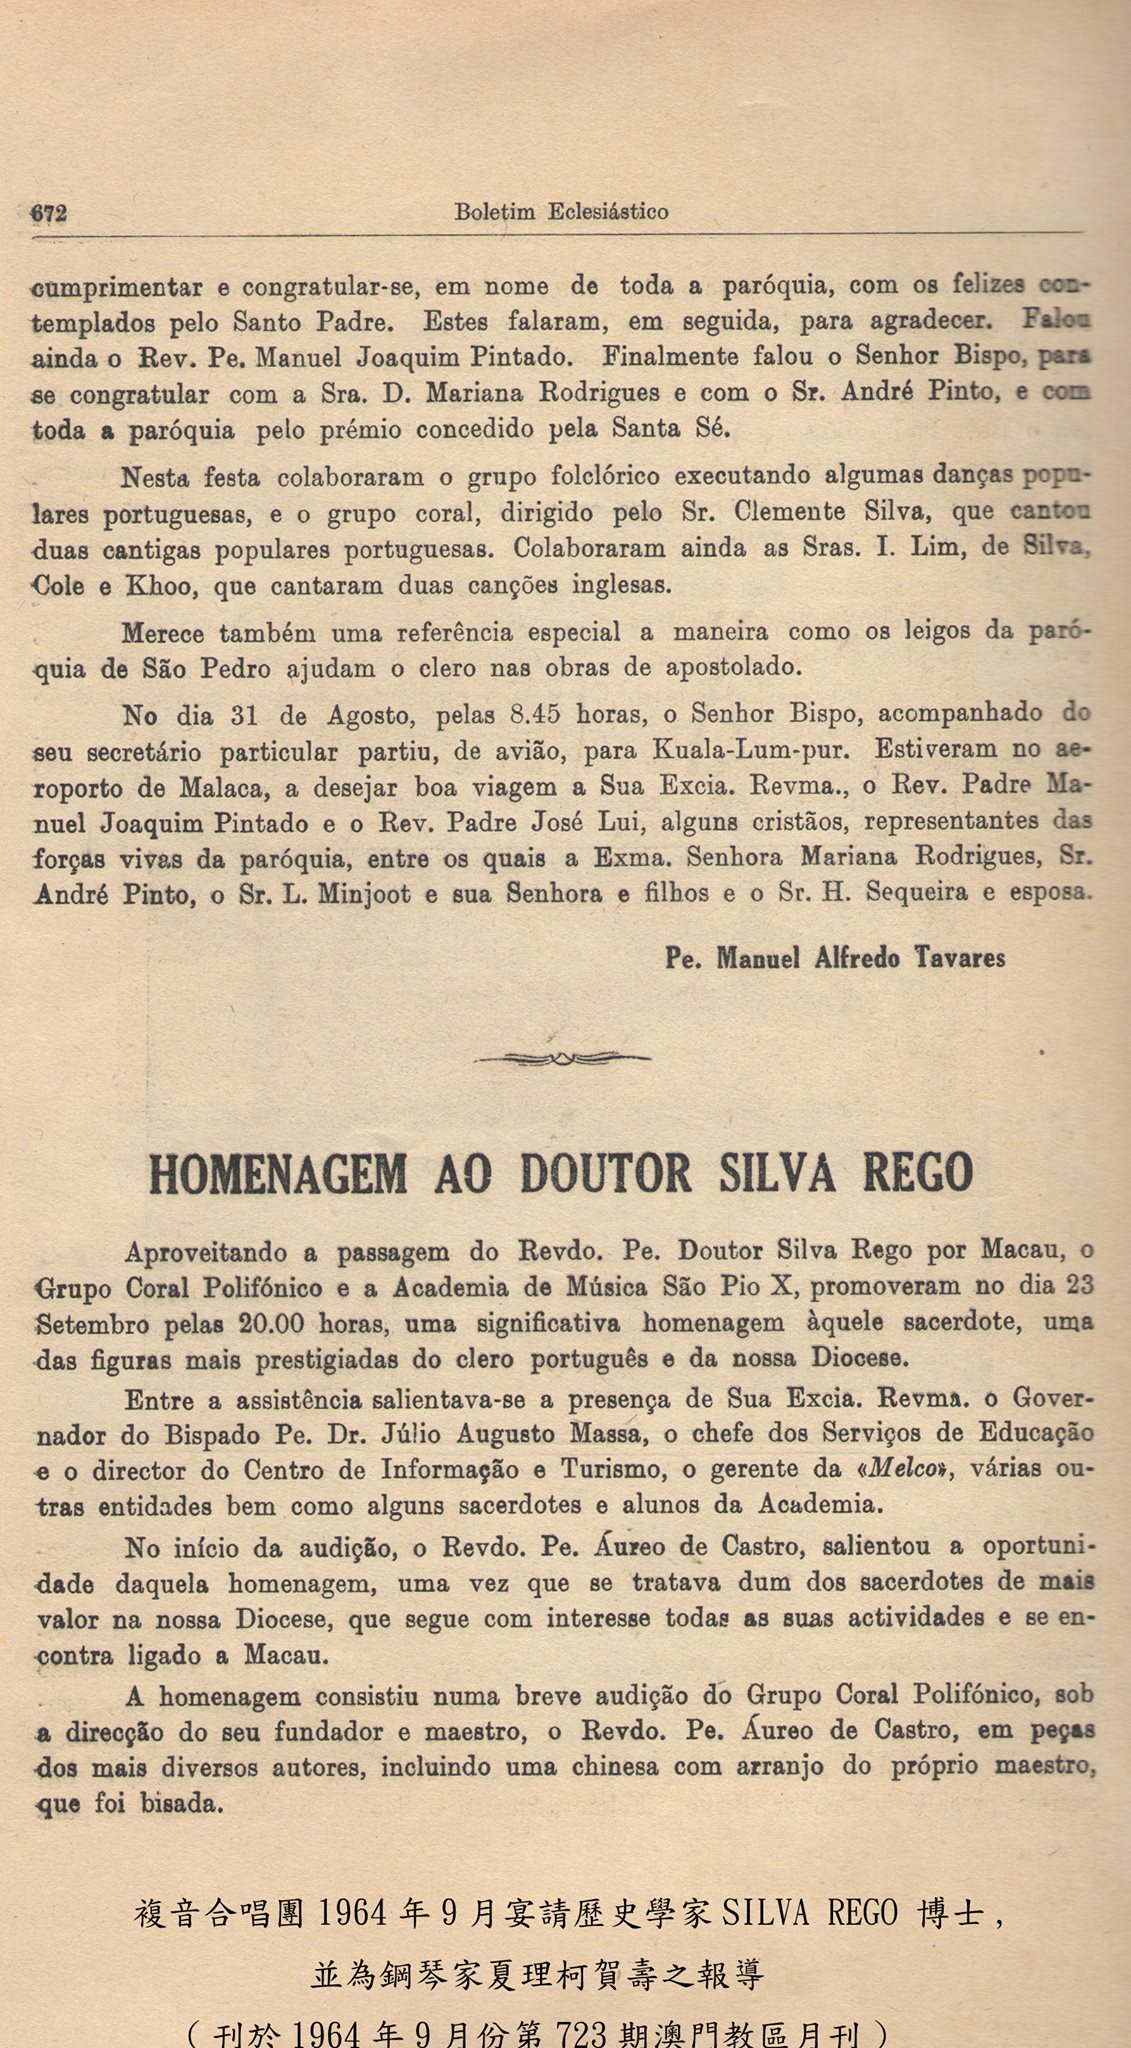 672
Boletim Eclesiástico
cumprimentar e congratular-se, em nome de toda a paróquia, com os felizes con-
templados pelo Santo Padre. Estes falaram, em seguida, para agradecer. Falou
ainda o Rev. Pe. Manuel Joaquim Pintado. Finalmente falou o Senhor Bispo, para
se congratular com a Sra. D. Mariana Rodrigues e com o Sr. André Pinto, e com
toda a paróquia pelo prémio concedido pela Santa Sé.
Nesta festa colaboraram o grupo folclórico executando algumas danças popu-
lares portuguesas, e o grupo coral, dirigido pelo Sr. Clemente Silva, que cantou
duas cantigas populares portuguesas. Colaboraram ainda as Sras. I. Lim, de Silva,
Cole e Khoo, que cantaram duas canções inglesas.
Merece também uma referência especial a maneira como os leigos da paró-
quia de São Pedro ajudam o clero nas obras de apostolado.
No dia 31 de Agosto, pelas 8.45 horas, o Senhor Bispo, acompanhado do
seu secretário particular partiu, de avião, para Kuala-Lum-pur. Estiveram no ae-
roporto de Malaca, a desejar boa viagem a Sua Excia. Revma., o Rev. Padre Ma-
nuel Joaquim Pintado e o Rev. Padre José Lui, alguns cristãos, representantes das
forças vivas da paróquia, entre os quais a Exma. Senhora Mariana Rodrigues, Sr.
André Pinto, o Sr. L. Minjoot e sua Senhora e filhos e o Sr. H. Sequeira e esposa.
Pe. Manuel Alfredo Tavares
HOMENAGEM AO DOUTOR SILVA REGO
Aproveitando a passagem do Revdo. Pe. Doutor Silva Rego por Macau, o
Grupo Coral Polifónico e a Academia de Música São Pio X, promoveram no dia 23
Setembro pelas 20.00 horas, uma significativa homenagem àquele sacerdote, uma
das figuras mais prestigiadas do clero português e da nossa Diocese.
Entre a assistência salientava-se a presença de Sua Excia. Revma. o Gover-
nador do Bispado Pe. Dr. Júlio Augusto Massa, o chefe dos Serviços de Educação
e o director do Centro de Informação e Turismo, o gerente da «Melco», várias ou-
tras entidades bem como alguns sacerdotes e alunos da Academia.
No início da audição, o Revdo. Pe. Áureo de Castro, salientou a oportuni-
dade daquela homenagem, uma vez que se tratava dum dos sacerdotes de mais
valor na nossa Diocese, que segue com interesse todas as suas actividades e se en-
contra ligado a Macau.
A homenagem consistiu numa breve audição do Grupo Coral Polifónico, sob
a direcção do seu fundador e maestro, o Revdo. Pe. Áureo de Castro, em peças
dos mais diversos autores, incluindo uma chinesa com arranjo do próprio maestro,
que foi bisada.
複音合唱團 1964 年 9 月宴請歷史學家 SILVA REGO 博士,
並為鋼琴家夏理柯賀壽之報導
( 刊於 1964 年 9 月份第 723 期澳門教區月刊 )